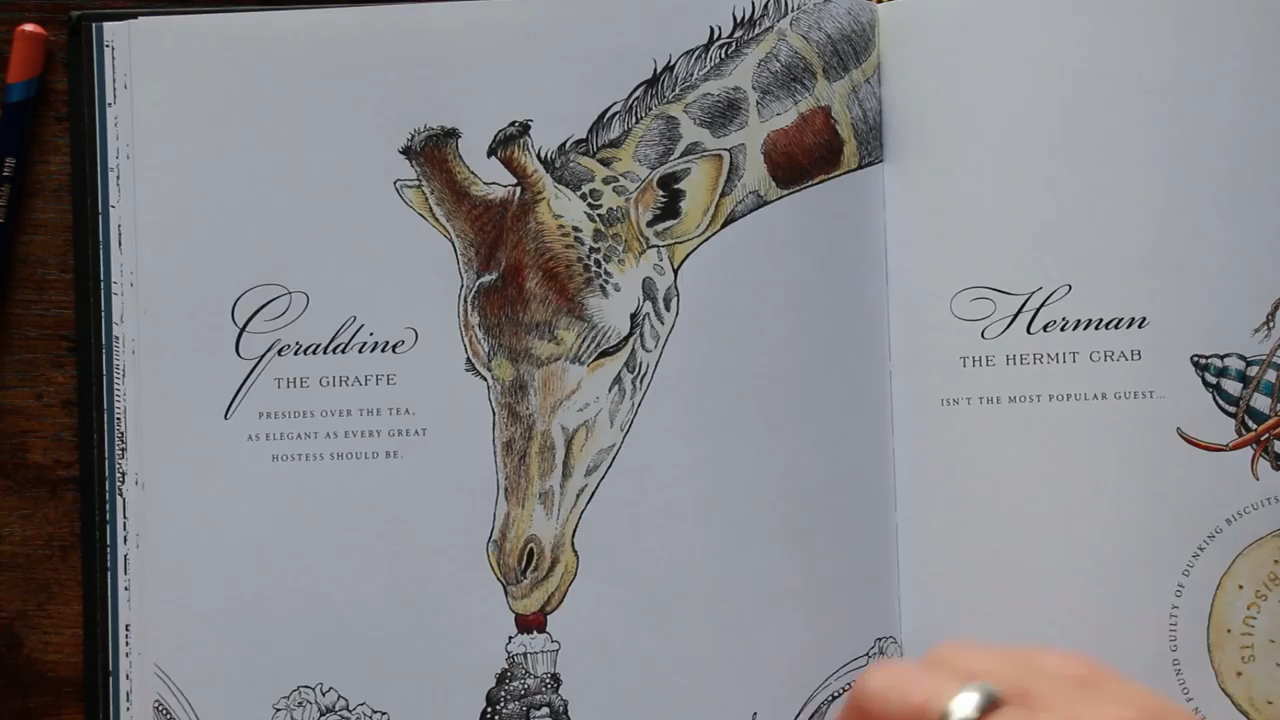 Geraldine
THE GIRAFFE
PRESIDES OVER THE TEA,
AS ELEGANT AS EVERY GREAT
HOSTESS SHOULD BE.
Herman
THE HERMIT CRAB
ISN'T THE MOST POPULAR GUEST...
FOUND GUILTY OF DUNKING BISCUITS
BISCUITS